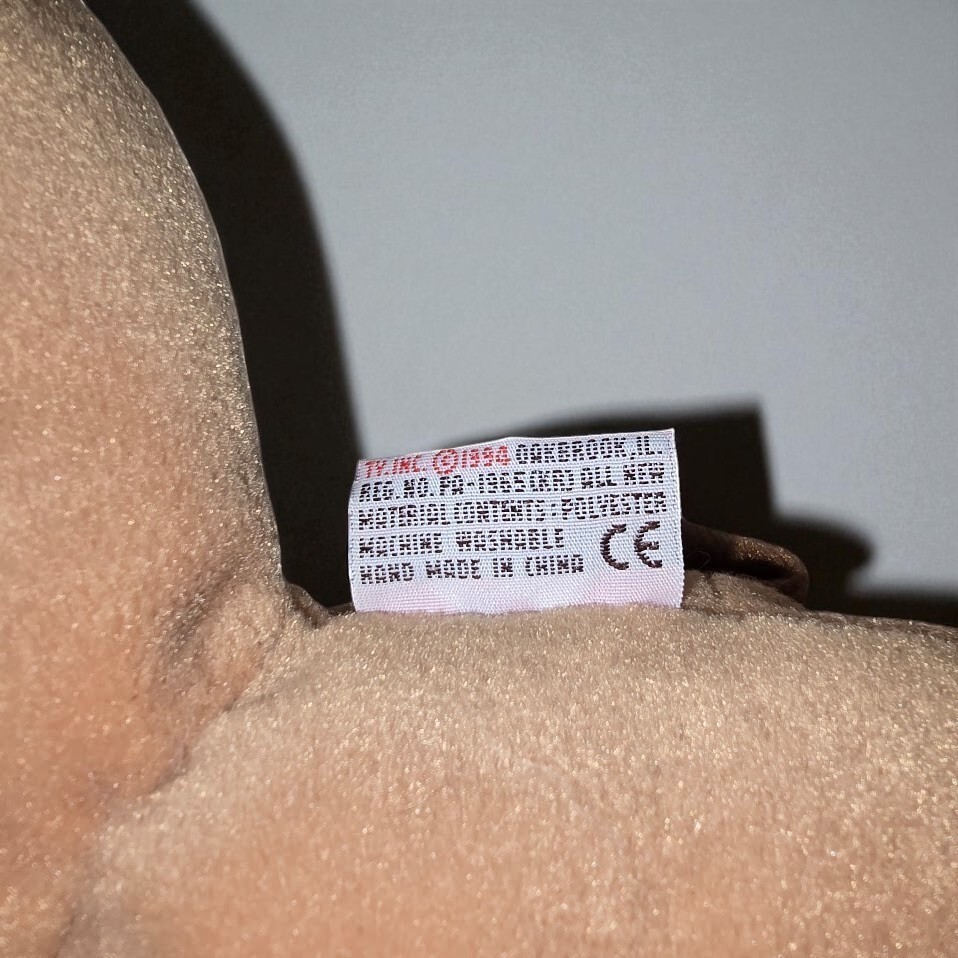 TY.INC. ©1994 OAKBROOK.IL.
REG.NO.PA-1965(KR) ALL NEW
MATERIAL CONTENTS : POLYESTER
MACHINE WASHABLE
HAND MADE IN CHINA CE